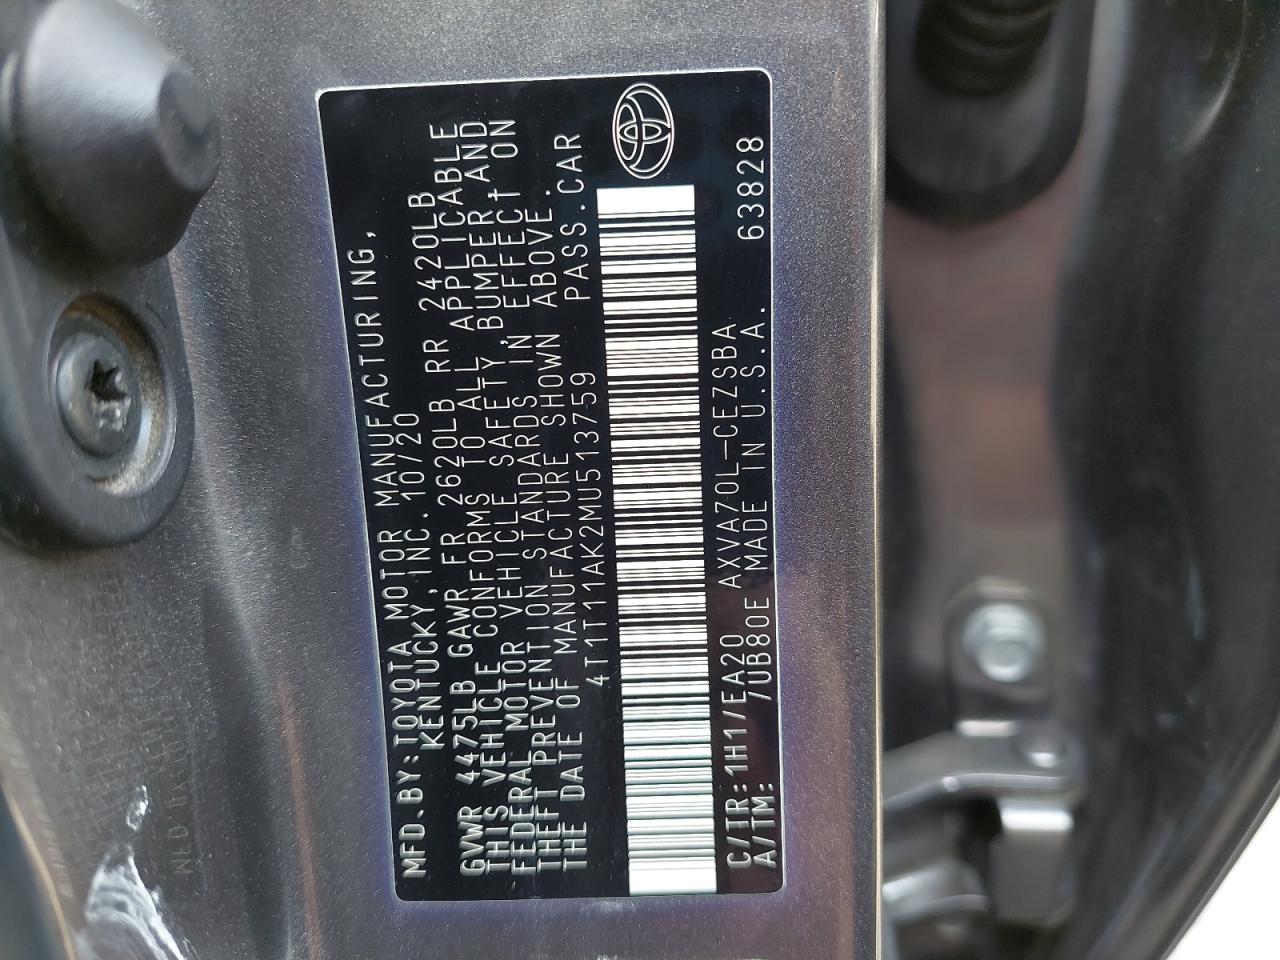 MFD.BY:TOYOTA MOTOR MANUFACTURING,
KENTUCKY, INC. 10/20
GVWR 4475LB GAWR FR 2620LB RR 2420LB
THIS VEHICLE CONFORMS TO ALL APPLICABLE
FEDERAL MOTOR VEHICLE SAFETY, BUMPER AND
THEFT PREVENTION STANDARDS IN EFFECT ON
THE DATE OF MANUFACTURE SHOWN ABOVE.
4T1T11AK2MU513759 PASS.CAR
C/TR:1H1/EA20 AXVA70L-CEZSBA 63828
A/TM: /UB80E MADE IN U.S.A.